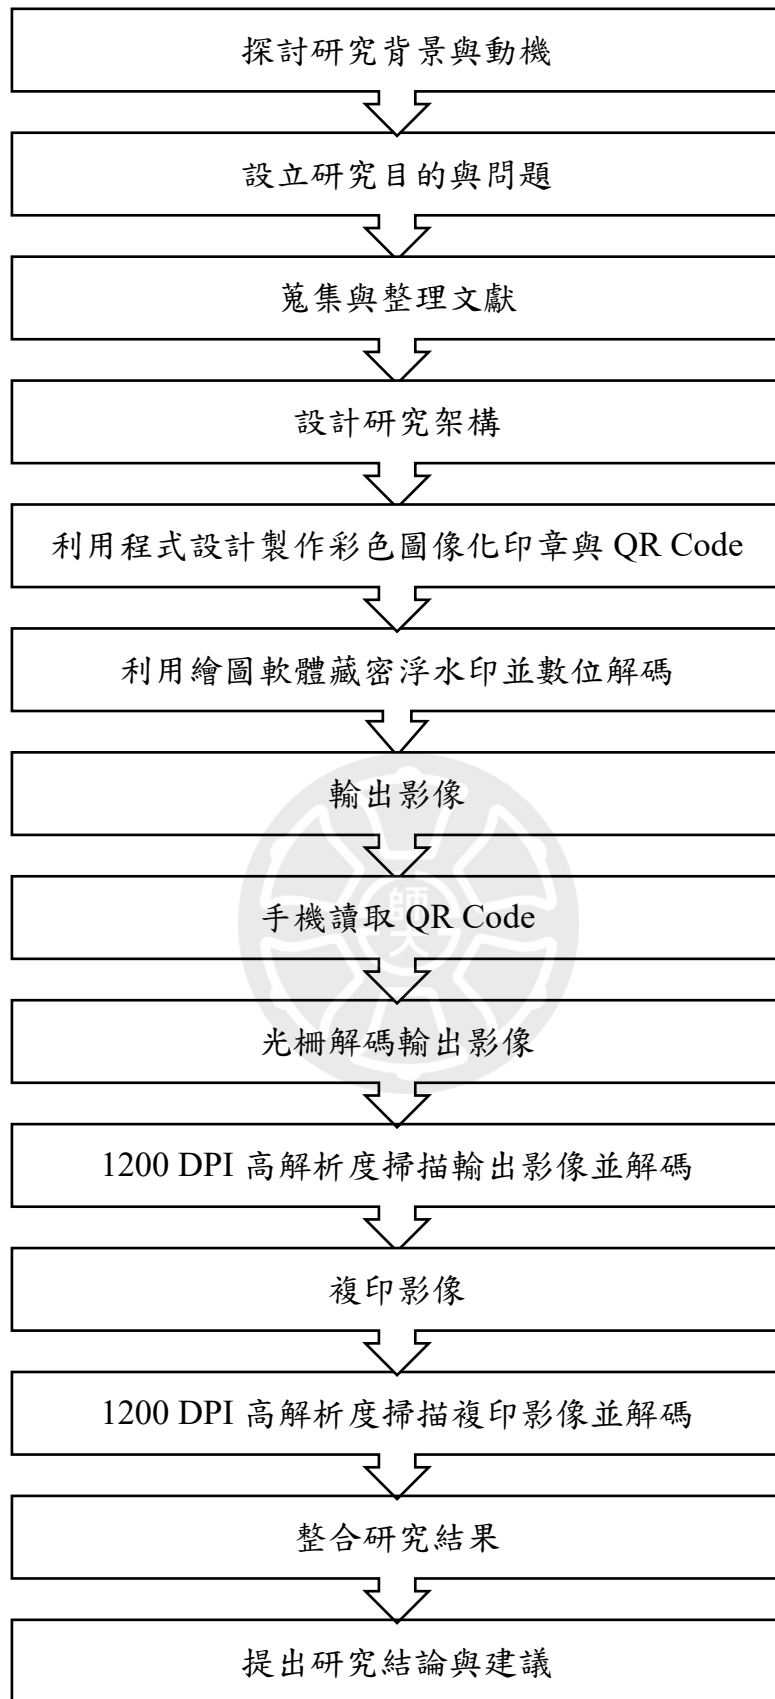 探討研究背景與動機
設立研究目的與問題
蒐集與整理文獻
設計研究架構
利用程式設計製作彩色圖像化印章與 QR Code
利用繪圖軟體藏密浮水印並數位解碼
輸出影像
手機讀取 QR Code
師大
光柵解碼輸出影像
1200 DPI 高解析度掃描輸出影像並解碼
複印影像
1200 DPI 高解析度掃描複印影像並解碼
整合研究結果
提出研究結論與建議